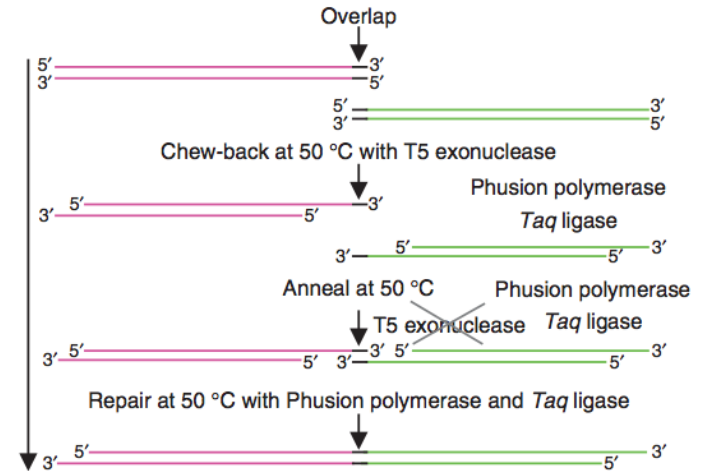 Overlap
5′ 3′
3′ 5′
5′ 3′
3′ 5′
Chew-back at 50 °C with T5 exonuclease
Phusion polymerase
5′ 3′
3′ 5′
Taq ligase
5′ 3′
3′ 5′
Anneal at 50 °C Phusion polymerase
T5 exonuclease Taq ligase
5′ 3′ 5′ 3′
3′ 5′ 3′ 5′
Repair at 50 °C with Phusion polymerase and Taq ligase
5′ 3′
3′ 5′